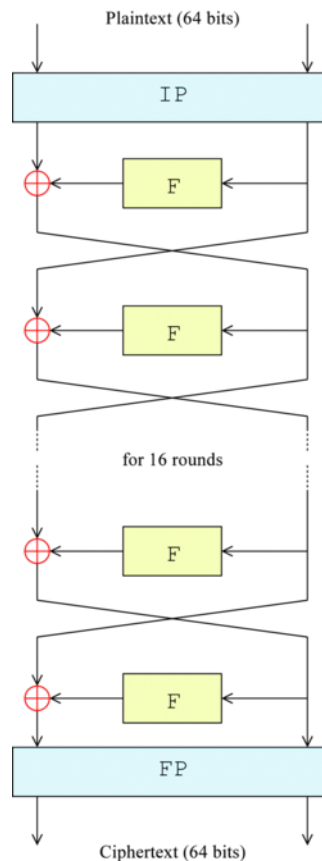 Plaintext (64 bits)
IP
F
F
for 16 rounds
F
F
FP
Ciphertext (64 bits)